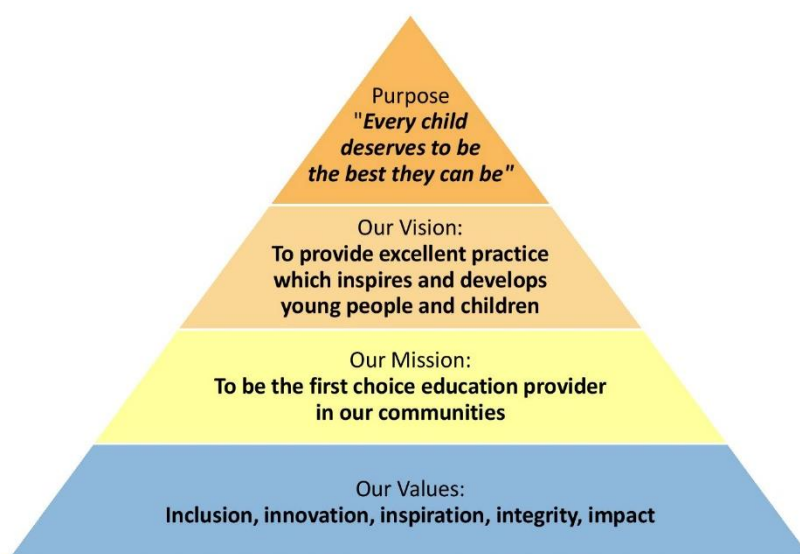 Purpose
"Every child
deserves to be
the best they can be"
Our Vision:
To provide excellent practice
which inspires and develops
young people and children
Our Mission:
To be the first choice education provider
in our communities
Our Values:
Inclusion, innovation, inspiration, integrity, impact